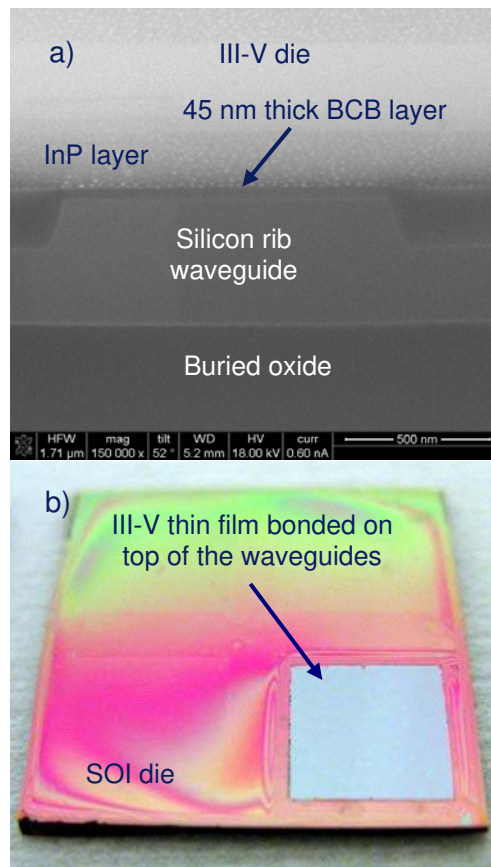 a)
III-V die
45 nm thick BCB layer
InP layer
Silicon rib
waveguide
Buried oxide
HFW mag tilt WD HV curr
1.71 µm 150 000 x 52 ° 5.2 mm 18.00 kV 0.60 nA
500 nm
b)
III-V thin film bonded on
top of the waveguides
SOI die